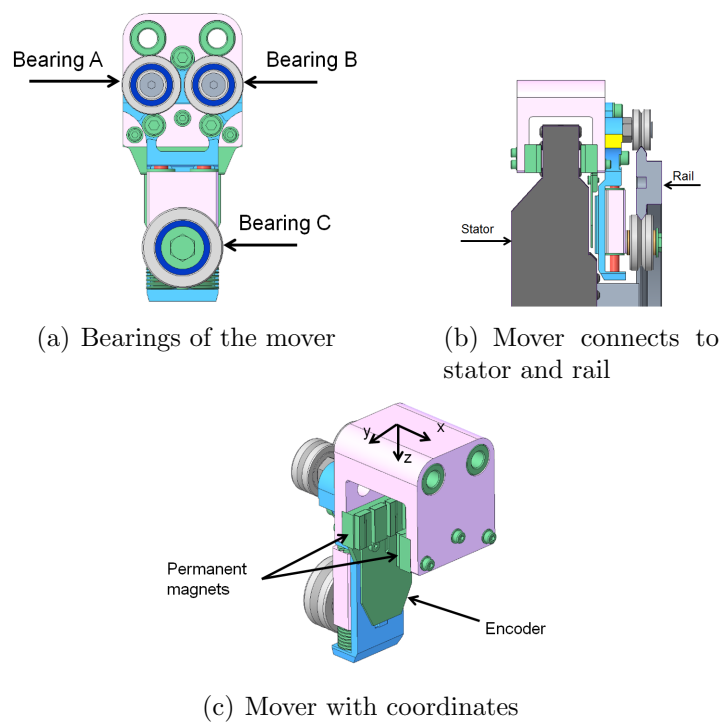 Bearing A
Bearing B
Bearing C
(a) Bearings of the mover
Rail
Stator
(b) Mover connects to
stator and rail
y
x
z
Permanent
magnets
Encoder
(c) Mover with coordinates